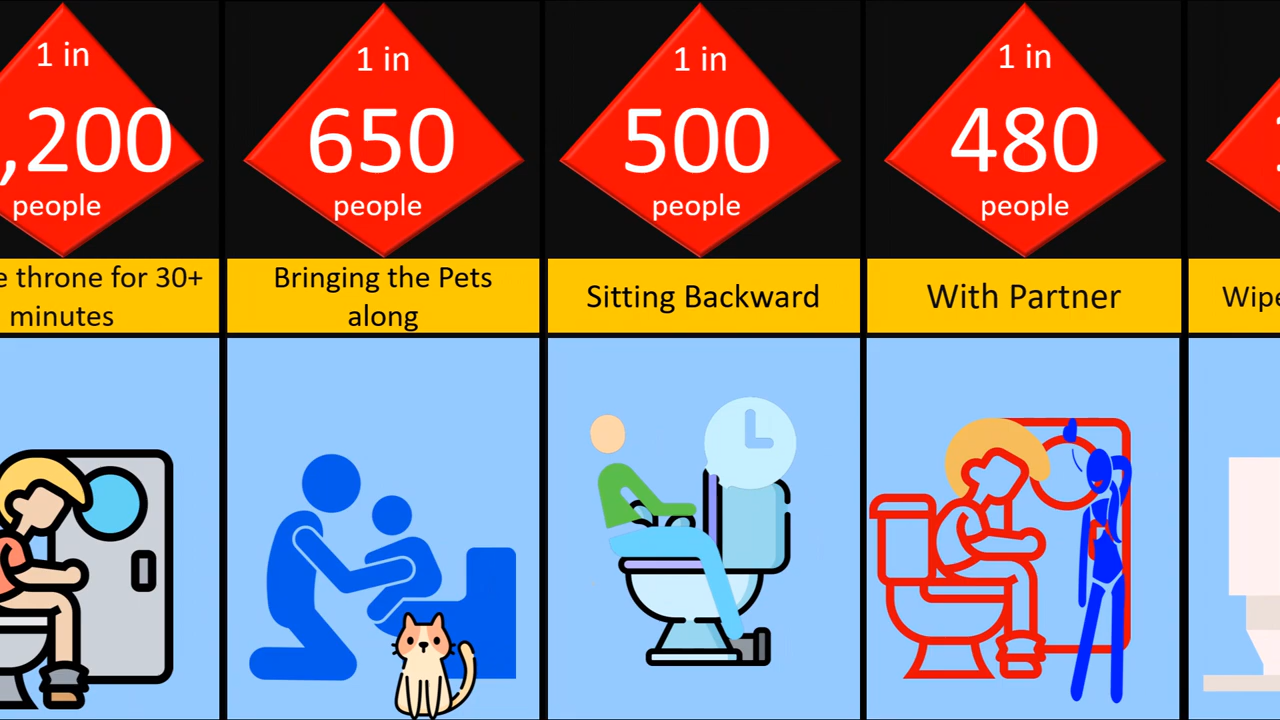 1 in
,200
people
e throne for 30+
minutes
1 in
650
people
Bringing the Pets
along
1 in
500
people
Sitting Backward
1 in
480
people
With Partner
Wipe